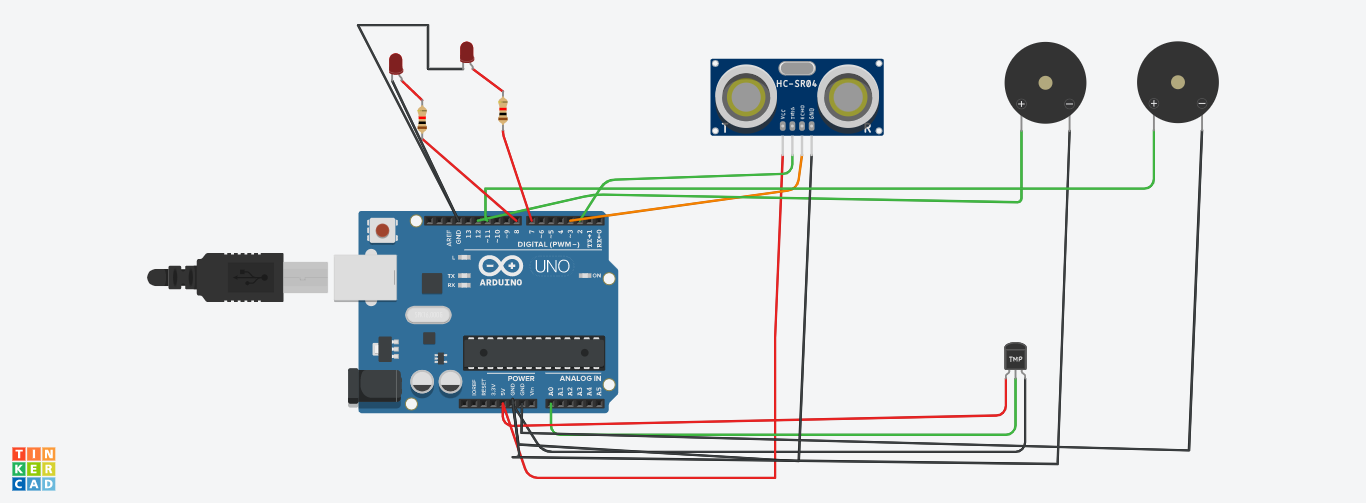 HC-SR04
VCC
TRIG
ECHO
GND
T
R
+
−
+
−
AREF
GND
13
12
~11
~10
~9
8
7
~6
~5
4
~3
2
TX→1
RX←0
DIGITAL (PWM~)
L
TX
RX
ARDUINO
UNO
ON
TMP
POWER
ANALOG IN
IOREF
RESET
3.3V
5V
GND
GND
Vin
A0
A1
A2
A3
A4
A5
TIN
KER
CAD